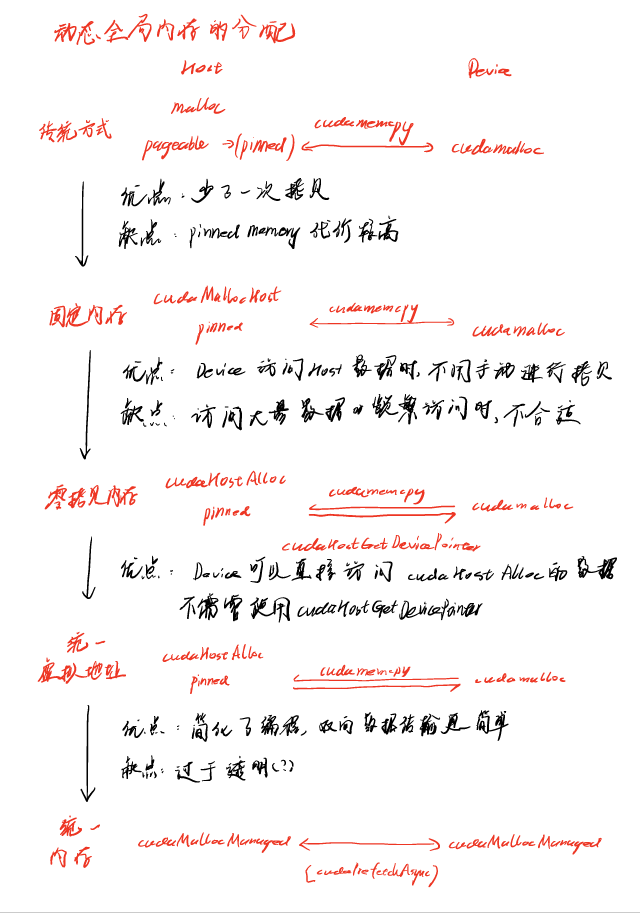 动态全局内存的分配
Host Device
malloc
传统方式 pageable →(pinned) cudamemcpy cudamalloc
优点: 少了一次拷贝
缺点: pinned memory 代价较高
固定内存 cudaMallocHost
pinned cudamemcpy cudamalloc
优点: Device 访问 Host 数据时, 不用手动进行拷贝
缺点: 访问大量数据 or 频繁访问时, 不合适
零拷贝内存 cudaHostAlloc
pinned cudamemcpy cudamalloc
cudaHostGetDevicePointer
优点: Device 可以直接访问 cudaHostAlloc 的数据
不需要使用 cudaHostGetDevicePointer
统一
虚拟地址 cudaHostAlloc
pinned cudamemcpy cudamalloc
优点: 简化了编程, 双向数据传输更简单
缺点: 过于透明(?)
统一
内存 cudaMallocManaged cudaMallocManaged
(cudaPrefetchAsync)